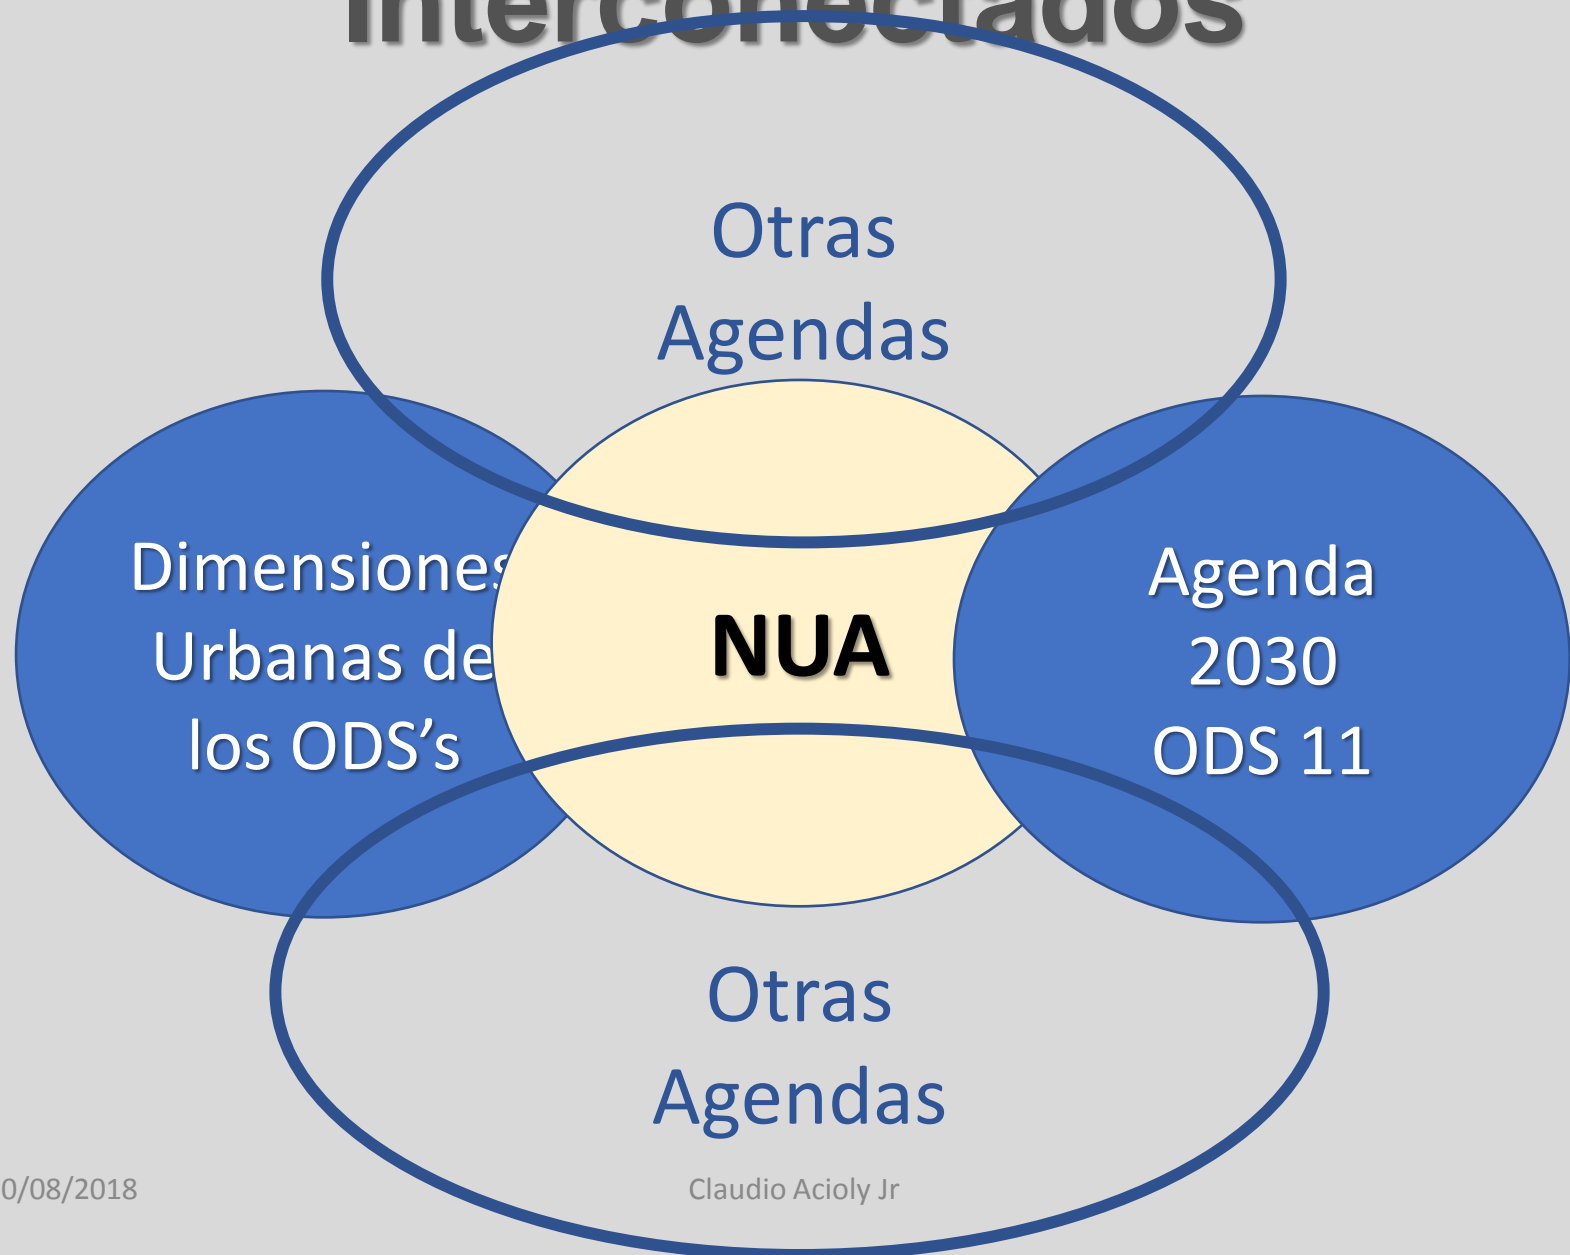 Interconectados
Otras
Agendas
Dimensiones
Urbanas de
los ODS’s
NUA
Agenda
2030
ODS 11
Otras
Agendas
0/08/2018
Claudio Acioly Jr